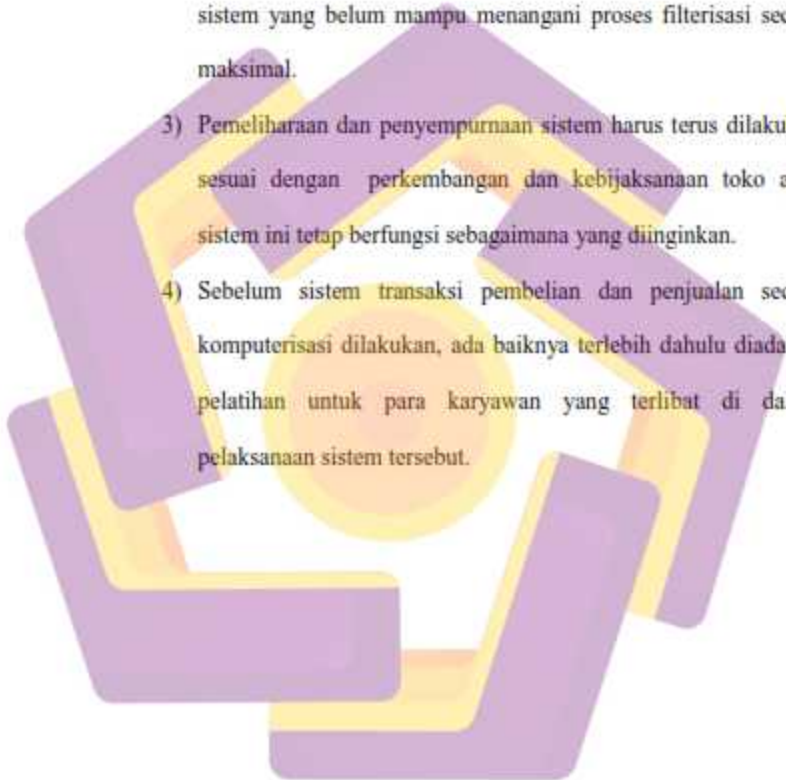 sistem yang belum mampu menangani proses filterisasi sec
maksimal.
3) Pemeliharaan dan penyempurnaan sistem harus terus dilaku
sesuai dengan perkembangan dan kebijaksanaan toko a
sistem ini tetap berfungsi sebagaimana yang diinginkan.
4) Sebelum sistem transaksi pembelian dan penjualan sec
komputerisasi dilakukan, ada baiknya terlebih dahulu diada
pelatihan untuk para karyawan yang terlibat di da
pelaksanaan sistem tersebut.